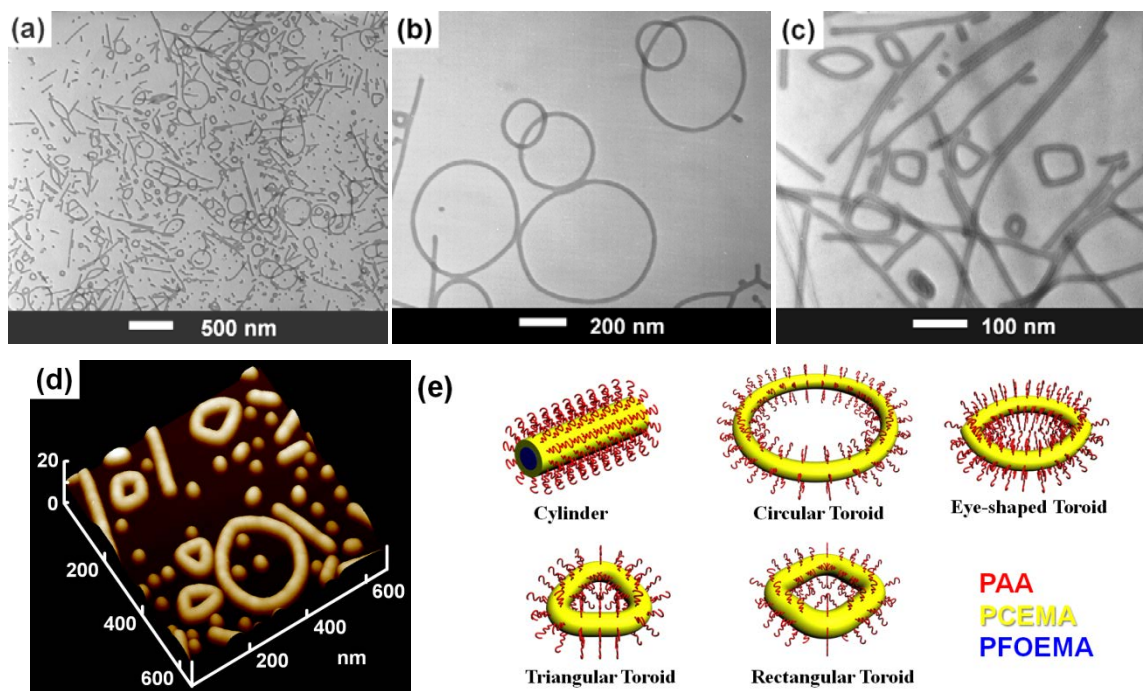 (a)
500 nm
(b)
200 nm
(c)
100 nm
(d)
20
0
200
400
600
200
400
600
nm
(e)
Cylinder
Circular Toroid
Eye-shaped Toroid
Triangular Toroid
Rectangular Toroid
PAA
PCEMA
PFOEMA